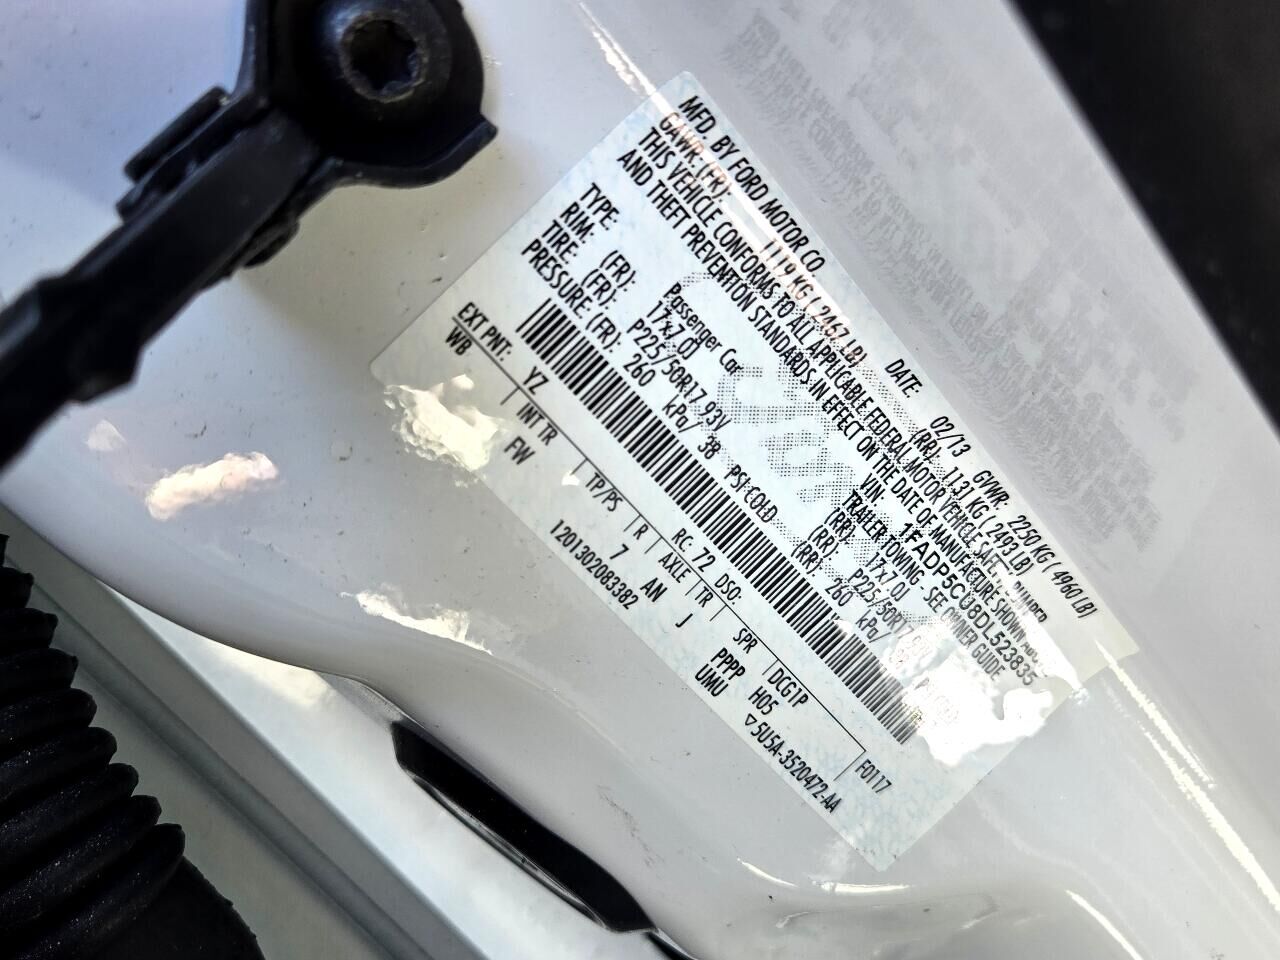 MFD. BY FORD MOTOR CO. DATE: 02/13 GVWR: 2250 KG ( 4960 LB)
GAWR: (FR): 1119 KG ( 2467 LB) (RR): 1131 KG ( 2493 LB)
THIS VEHICLE CONFORMS TO ALL APPLICABLE FEDERAL MOTOR VEHICLE SAFETY, BUMPER
AND THEFT PREVENTION STANDARDS IN EFFECT ON THE DATE OF MANUFACTURE SHOWN
VIN: 1FADP5CU8DL523835
TYPE: Passenger Car TRAILER TOWING - SEE OWNER GUIDE
RIM: (FR): 17x7.0J (RR): 17x7.0J
TIRE: (FR): P225/50R17 93V (RR): P225/50R17 93V
PRESSURE (FR): 260 kPa/ 38 PSI COLD (RR): 260 kPa/
EXT PNT: YZ RC: 72 DSO: F0117
WB INT TR TP/PS R AXLE TR SPR DCG1P
FW 7 AN J PPPP H05
1201302083382 UMU ▽5U5A-3520472-AA